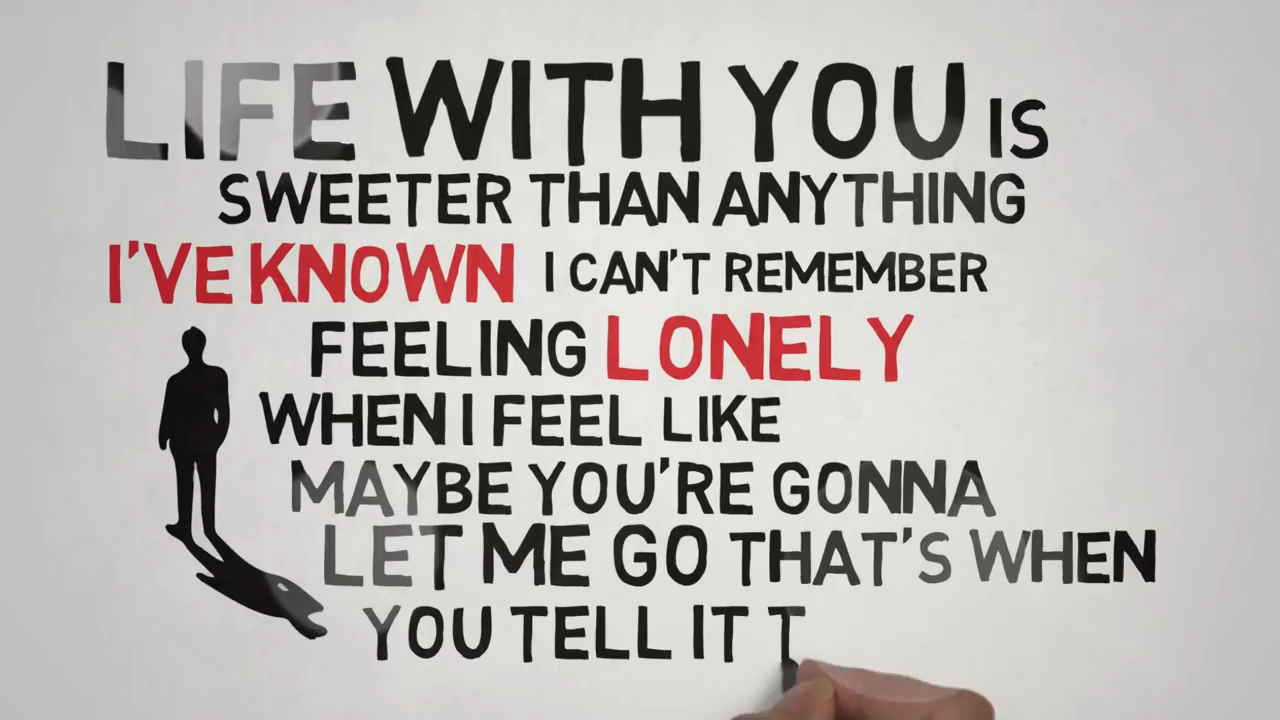 LIFE WITH YOU IS
SWEETER THAN ANYTHING
I'VE KNOWN I CAN'T REMEMBER
FEELING LONELY
WHEN I FEEL LIKE
MAYBE YOU'RE GONNA
LET ME GO THAT'S WHEN
YOU TELL IT T